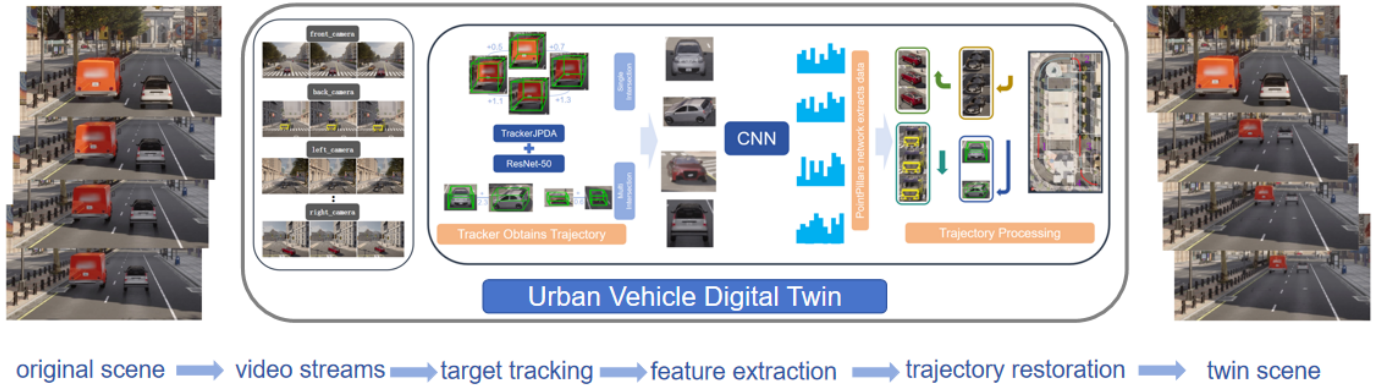 front_camera
back_camera
left_camera
right_camera
+0.5
+0.7
+1.1
+1.3
TrackerJPDA
ResNet-50
Single
Intersection
Multi
Intersection
Tracker Obtains Trajectory
CNN
PointPillars network extracts data
Trajectory Processing
Urban Vehicle Digital Twin
original scene
video streams
target tracking
feature extraction
trajectory restoration
twin scene